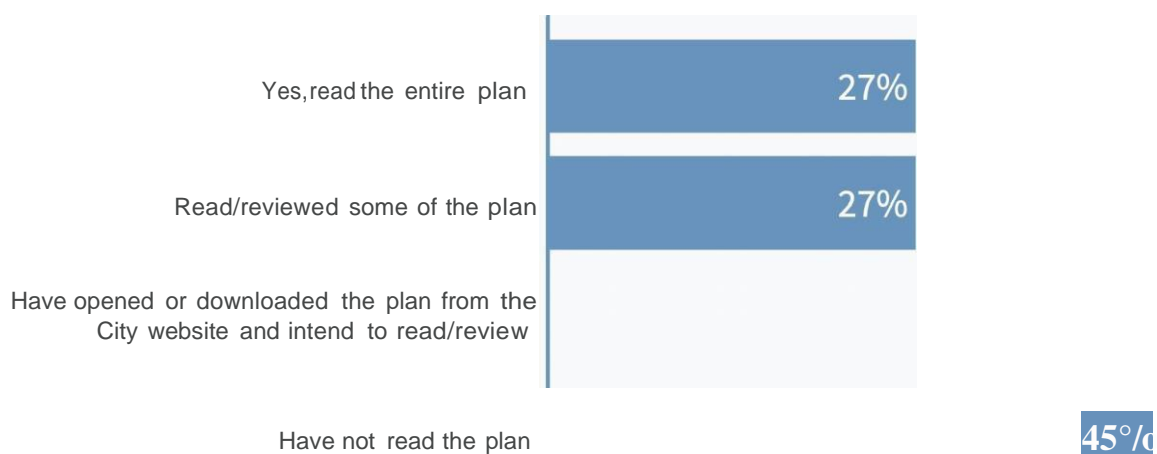 Yes,read the entire plan
27%
Read/reviewed some of the plan
27%
Have opened or downloaded the plan from the
City website and intend to read/review
Have not read the plan
45°/o